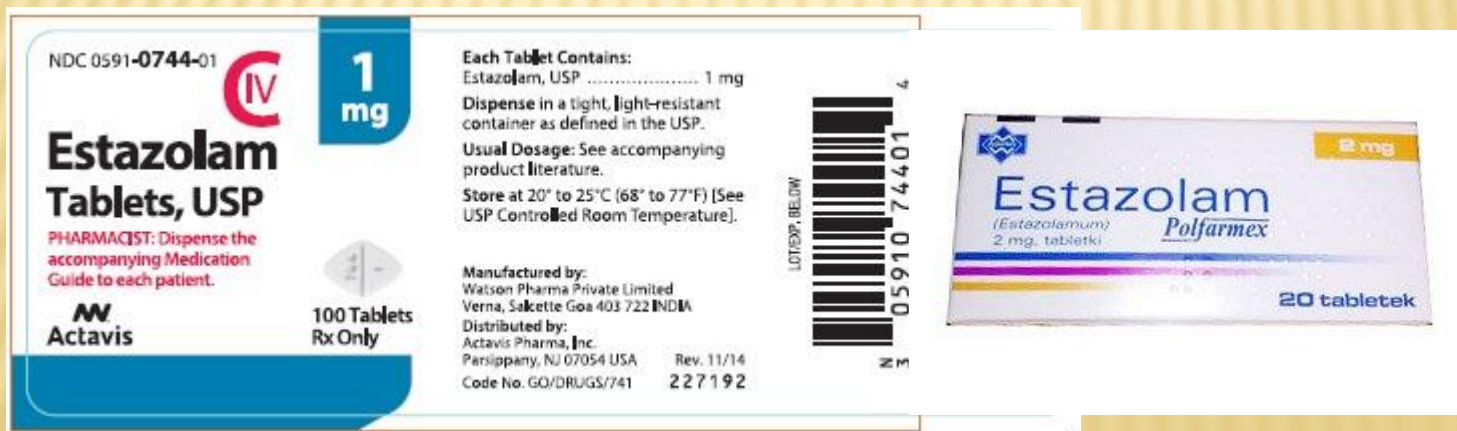 NDC 0591-0744-01
CIV
Estazolam
Tablets, USP
PHARMACIST: Dispense the
accompanying Medication
Guide to each patient.
Actavis
1
mg
100 Tablets
Rx Only
Each Tablet Contains:
Estazolam, USP ..................... 1 mg
Dispense in a tight, light-resistant
container as defined in the USP.
Usual Dosage: See accompanying
product literature.
Store at 20° to 25°C (68° to 77°F) [See
USP Controlled Room Temperature].
Manufactured by:
Watson Pharma Private Limited
Verna, Salcette Goa 403 722 INDIA
Distributed by:
Actavis Pharma, Inc.
Parsippany, NJ 07054 USA Rev. 11/14
Code No. GO/DRUGS/741 227192
LOT/EXP. BELOW
N3 05910 74401 4
2 mg
Estazolam
(Estazolamum)
Polfarmex
2 mg, tabletki
20 tabletek